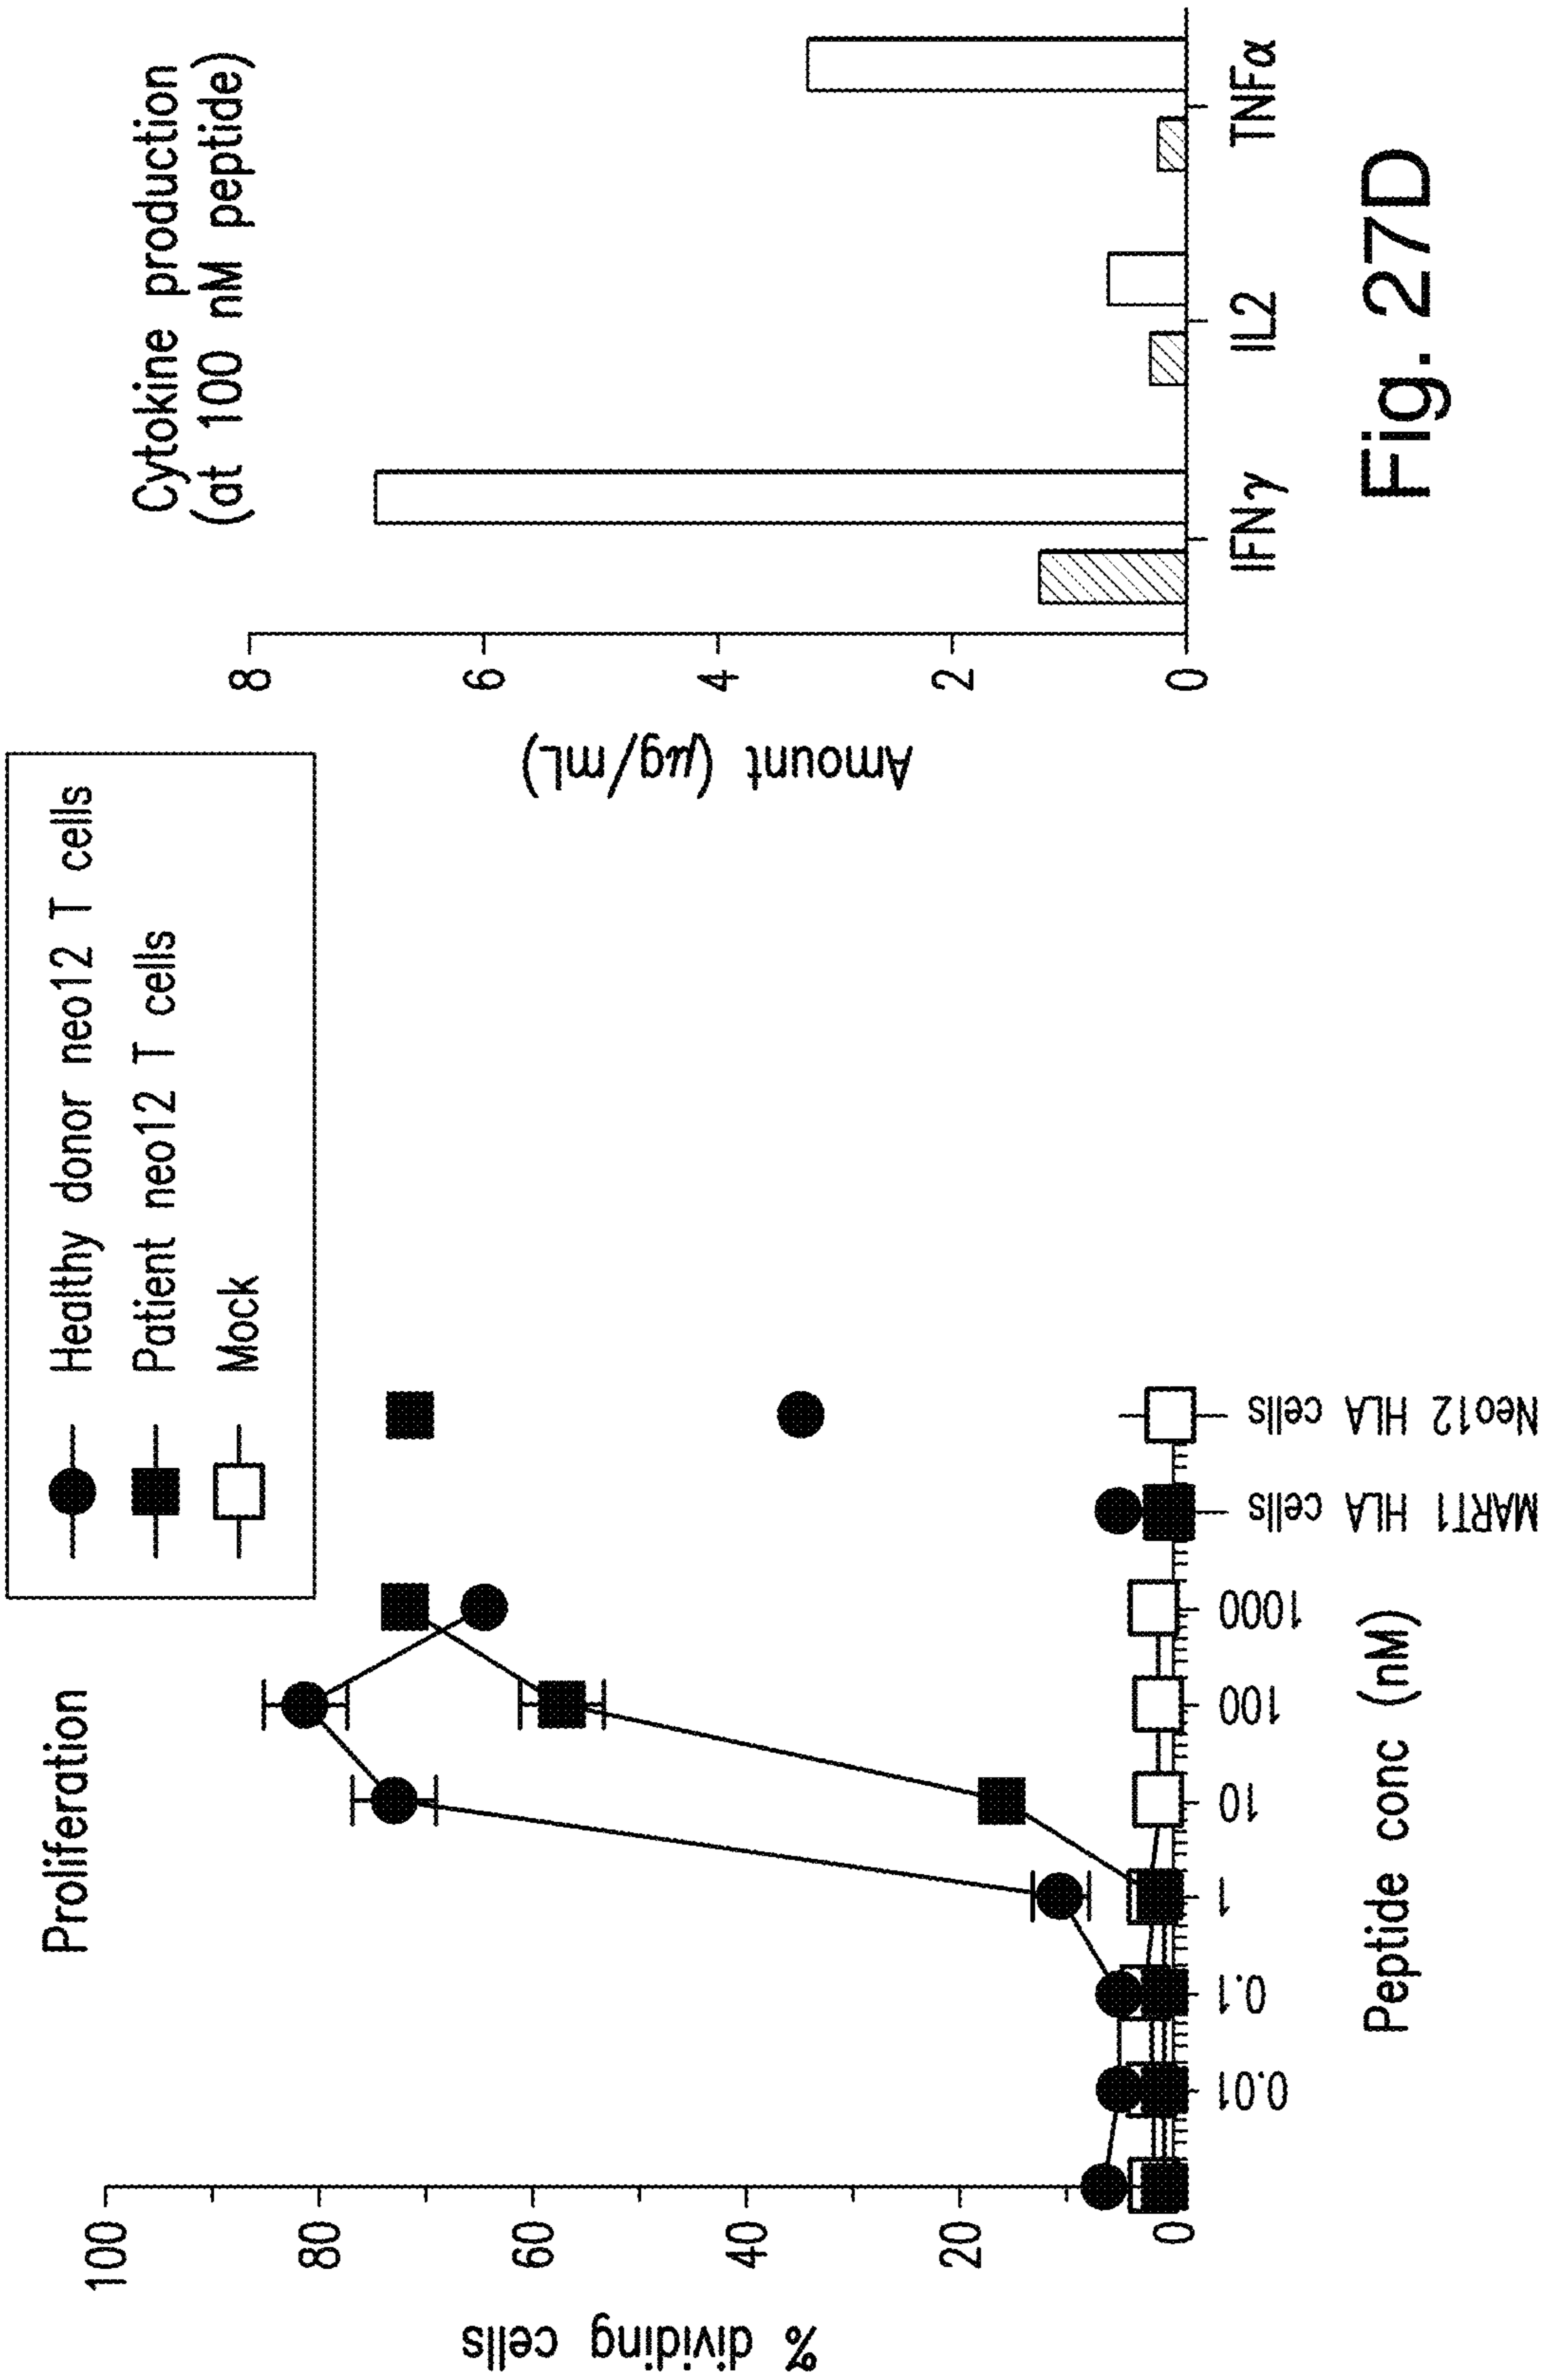 Proliferation
Healthy donor neo12 T cells
Patient neo12 T cells
Mock
% dividing cells
100
80
60
40
20
0
0.01
0.1
1
10
100
1000
MART1 HLA cells
Neo12 HLA cells
Peptide conc (nM)
Cytokine production
(at 100 nM peptide)
Amount (μg/mL)
8
6
4
2
0
IFNγ
IL2
TNFα
Fig. 27D